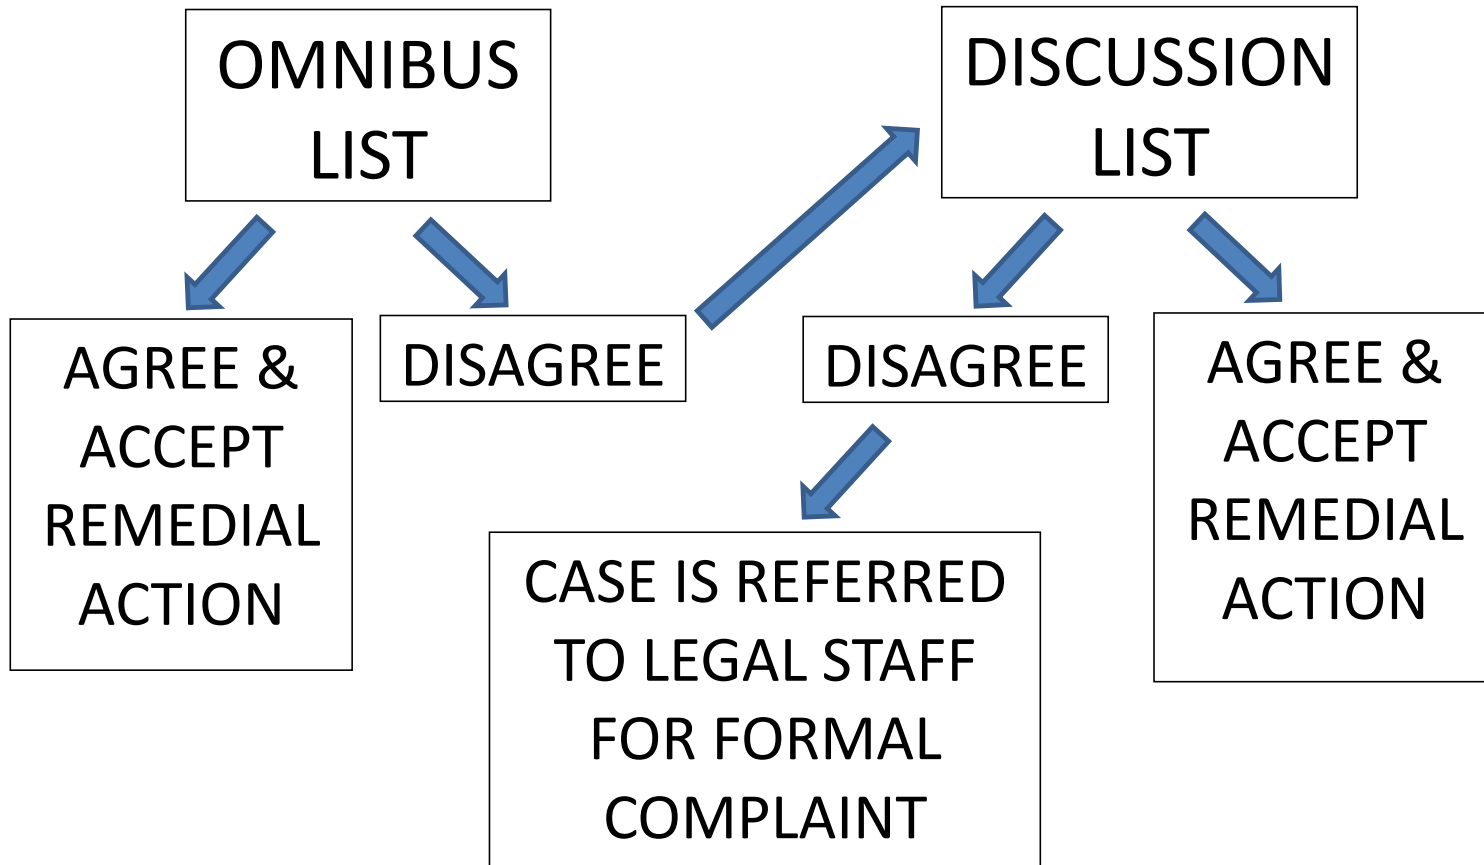 OMNIBUS
LIST
DISCUSSION
LIST
AGREE &
ACCEPT
REMEDIAL
ACTION
DISAGREE
DISAGREE
AGREE &
ACCEPT
REMEDIAL
ACTION
CASE IS REFERRED
TO LEGAL STAFF
FOR FORMAL
COMPLAINT